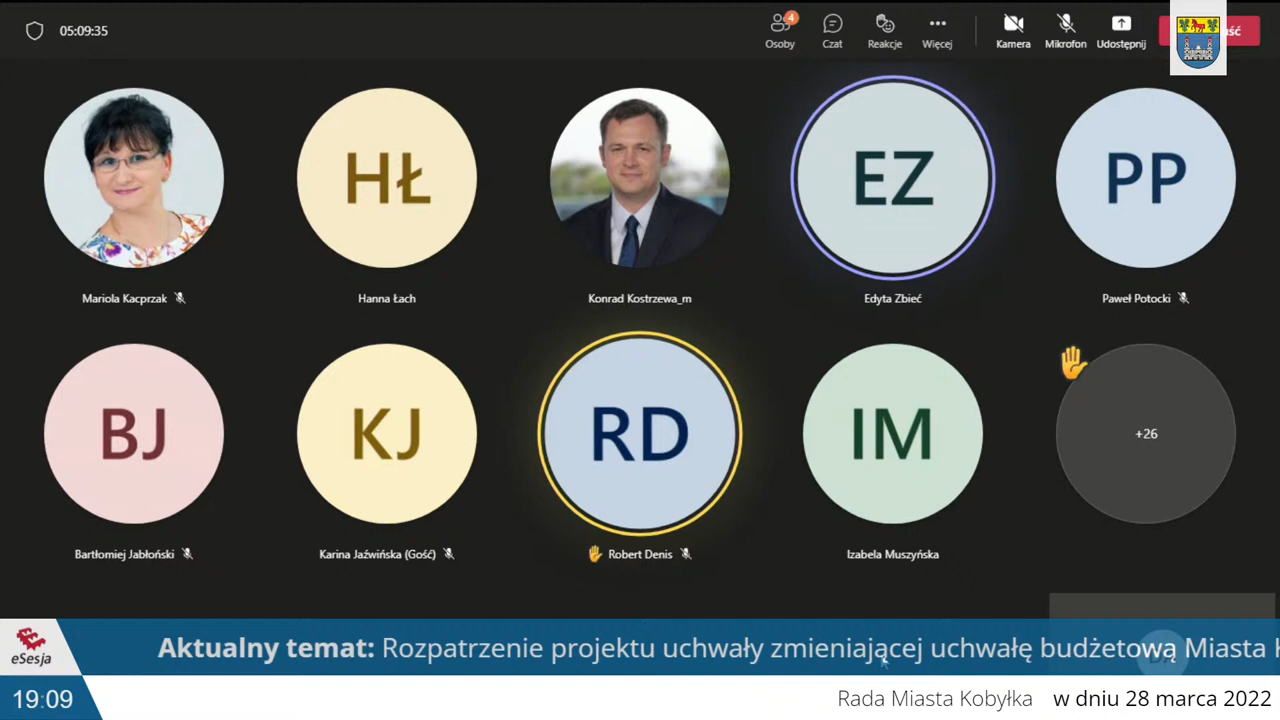 05:09:35
4
Osoby
Czat
Reakcje
Więcej
Kamera
Mikrofon
Udostępnij
HŁ
EZ
PP
Mariola Kacprzak
Hanna Łach
Konrad Kostrzewa_m
Edyta Zbieć
Paweł Potocki
BJ
KJ
RD
IM
+26
Bartłomiej Jabłoński
Karina Jaźwińska (Gość)
Robert Denis
Izabela Muszyńska
eSesja
Aktualny temat: Rozpatrzenie projektu uchwały zmieniającej uchwałę budżetową Miasta
19:09
Rada Miasta Kobyłka w dniu 28 marca 2022